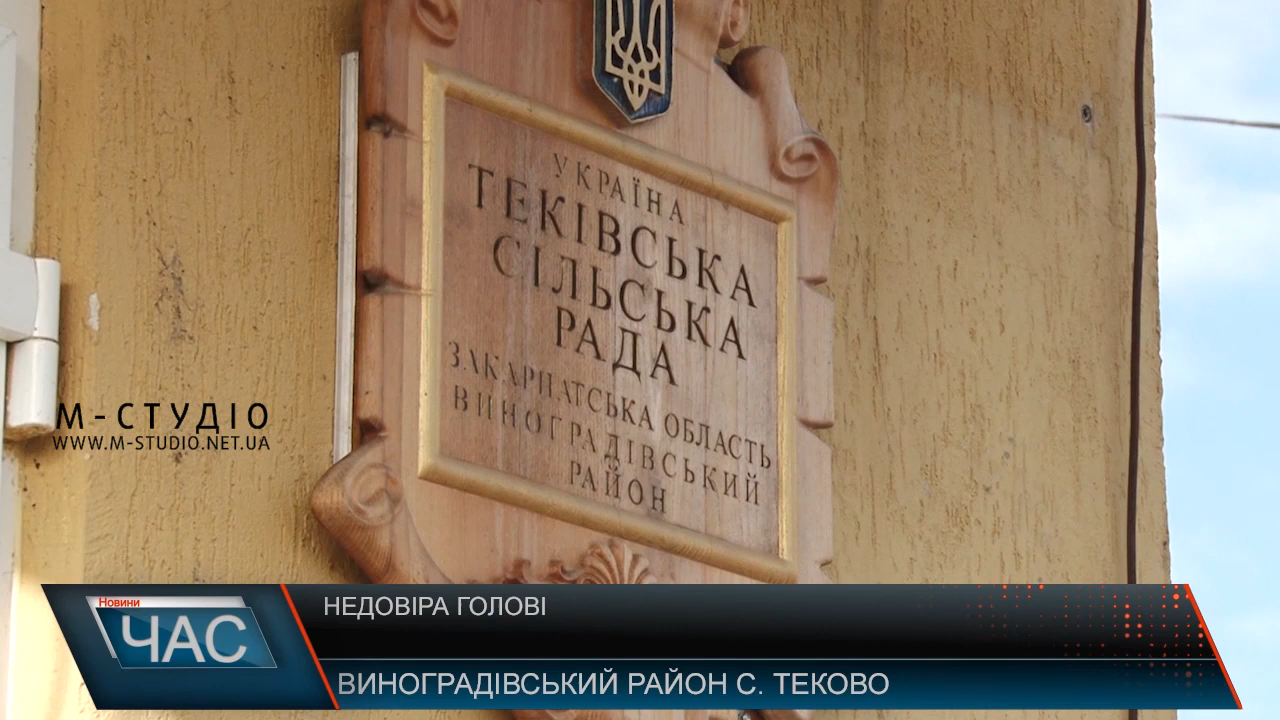 УКРАЇНА
ТЕКІВСЬКА
СІЛЬСЬКА
РАДА
ЗАКАРПАТСЬКА ОБЛАСТЬ
ВИНОГРАДІВСЬКИЙ
РАЙОН
М-СТУДІО
WWW.M-STUDIO.NET.UA
Новини
ЧАС
НЕДОВІРА ГОЛОВІ
ВИНОГРАДІВСЬКИЙ РАЙОН С. ТЕКОВО